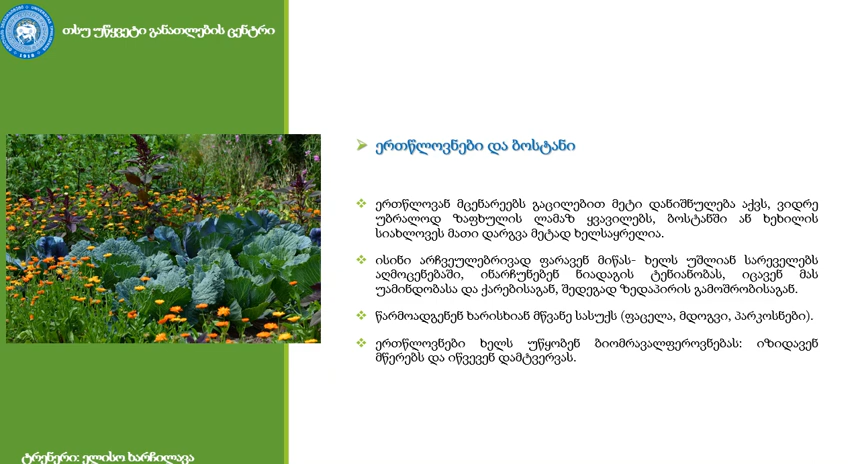 თსუ უწყვეტი განათლების ცენტრი
ერთწლოვნები და ბოსტანი
ერთწლოვან მცენარეებს გაცილებით მეტი დანიშნულება აქვს, ვიდრე
უბრალოდ ზაფხულის ლამაზ ყვავილებს, ბოსტანში ან ხეხილის
სიახლოვეს მათი დარგვა მეტად ხელსაყრელია.
ისინი არჩვეულებრივად ფარავენ მიწას- ხელს უშლიან სარეველებს
აღმოცენებაში, ინარჩუნებენ ნიადაგის ტენიანობას, იცავენ მას
უამინდობასა და ქარებისაგან, შედეგად ზედაპირის გამოშრობისაგან.
წარმოადგენენ ხარისხიან მწვანე სასუქს (ფაცელა, მდოგვი, პარკოსნები).
ერთწლოვნები ხელს უწყობენ ბიომრავალფეროვნებას: იზიდავენ
მწერებს და იწვევენ დამტვერვას.
ტრენერი: ელისო ხარჩილავა